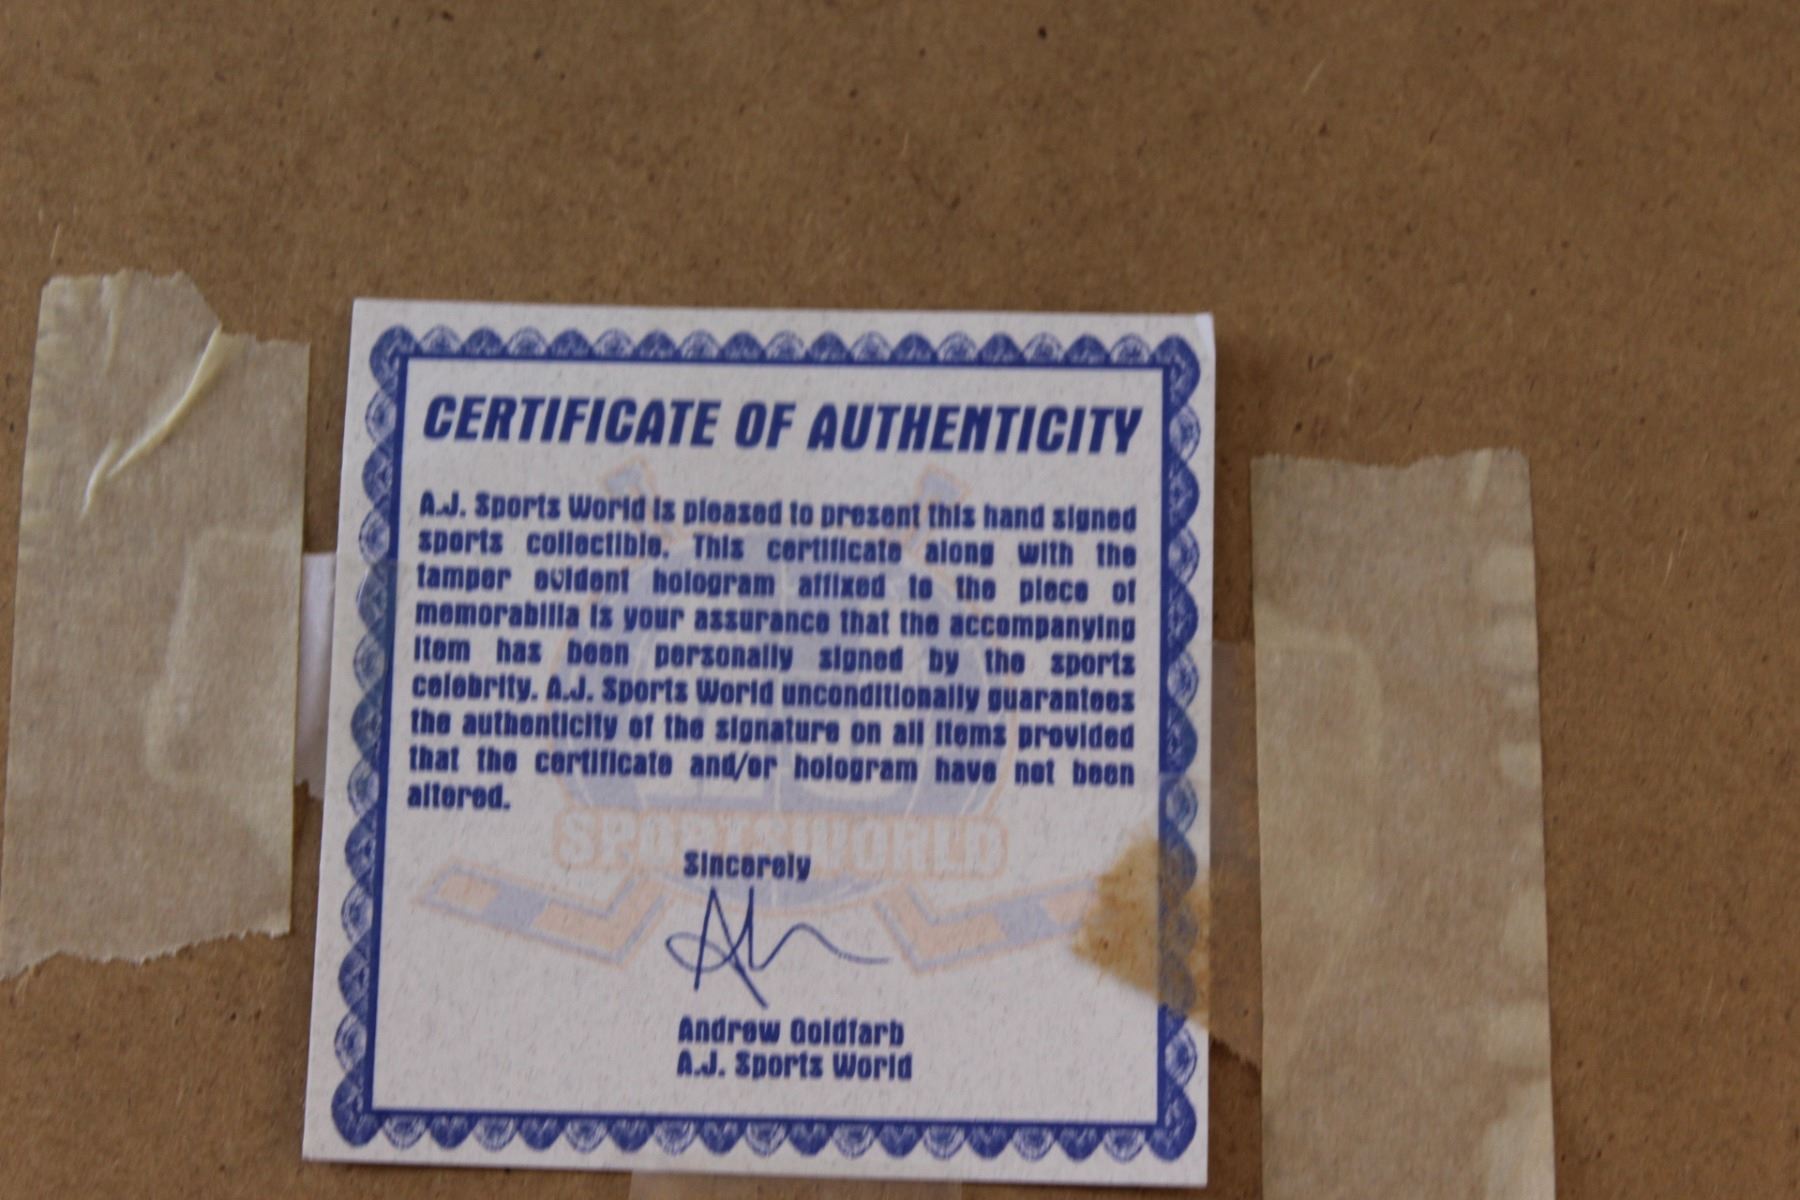 CERTIFICATE OF AUTHENTICITY
A.J. Sports World is pleased to present this hand signed
sports collectible. This certificate along with the
tamper evident hologram affixed to the piece of
memorabilia is your assurance that the accompanying
item has been personally signed by the sports
celebrity. A.J. Sports World unconditionally guarantees
the authenticity of the signature on all items provided
that the certificate and/or hologram have not been
altered.
SPORTS WORLD
Sincerely
Andrew Goldfarb
A.J. Sports World